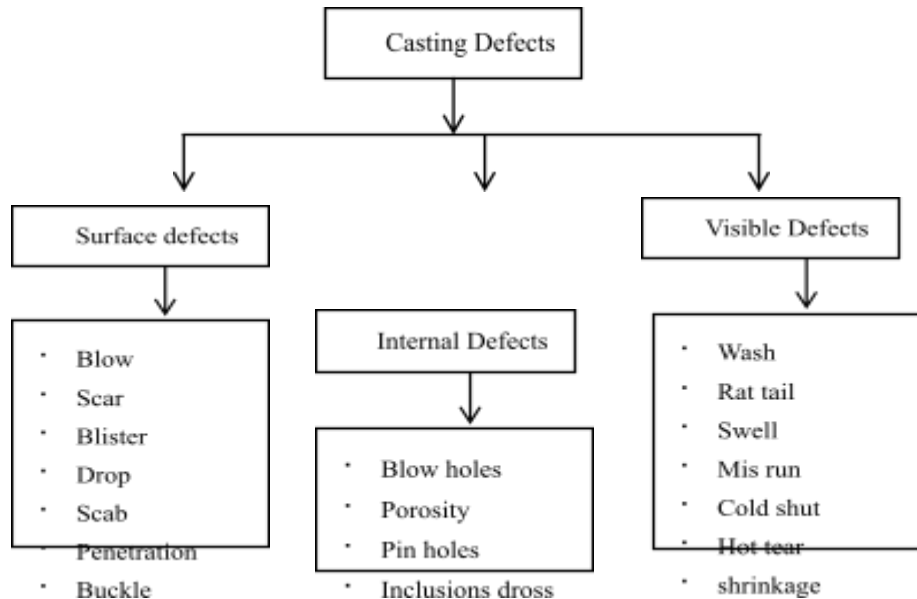 Casting Defects
Surface defects
Visible Defects
Internal Defects
· Blow
· Scar
· Blister
· Drop
· Scab
· Penetration
· Buckle
· Blow holes
· Porosity
· Pin holes
· Inclusions dross
· Wash
· Rat tail
· Swell
· Mis run
· Cold shut
· Hot tear
· shrinkage